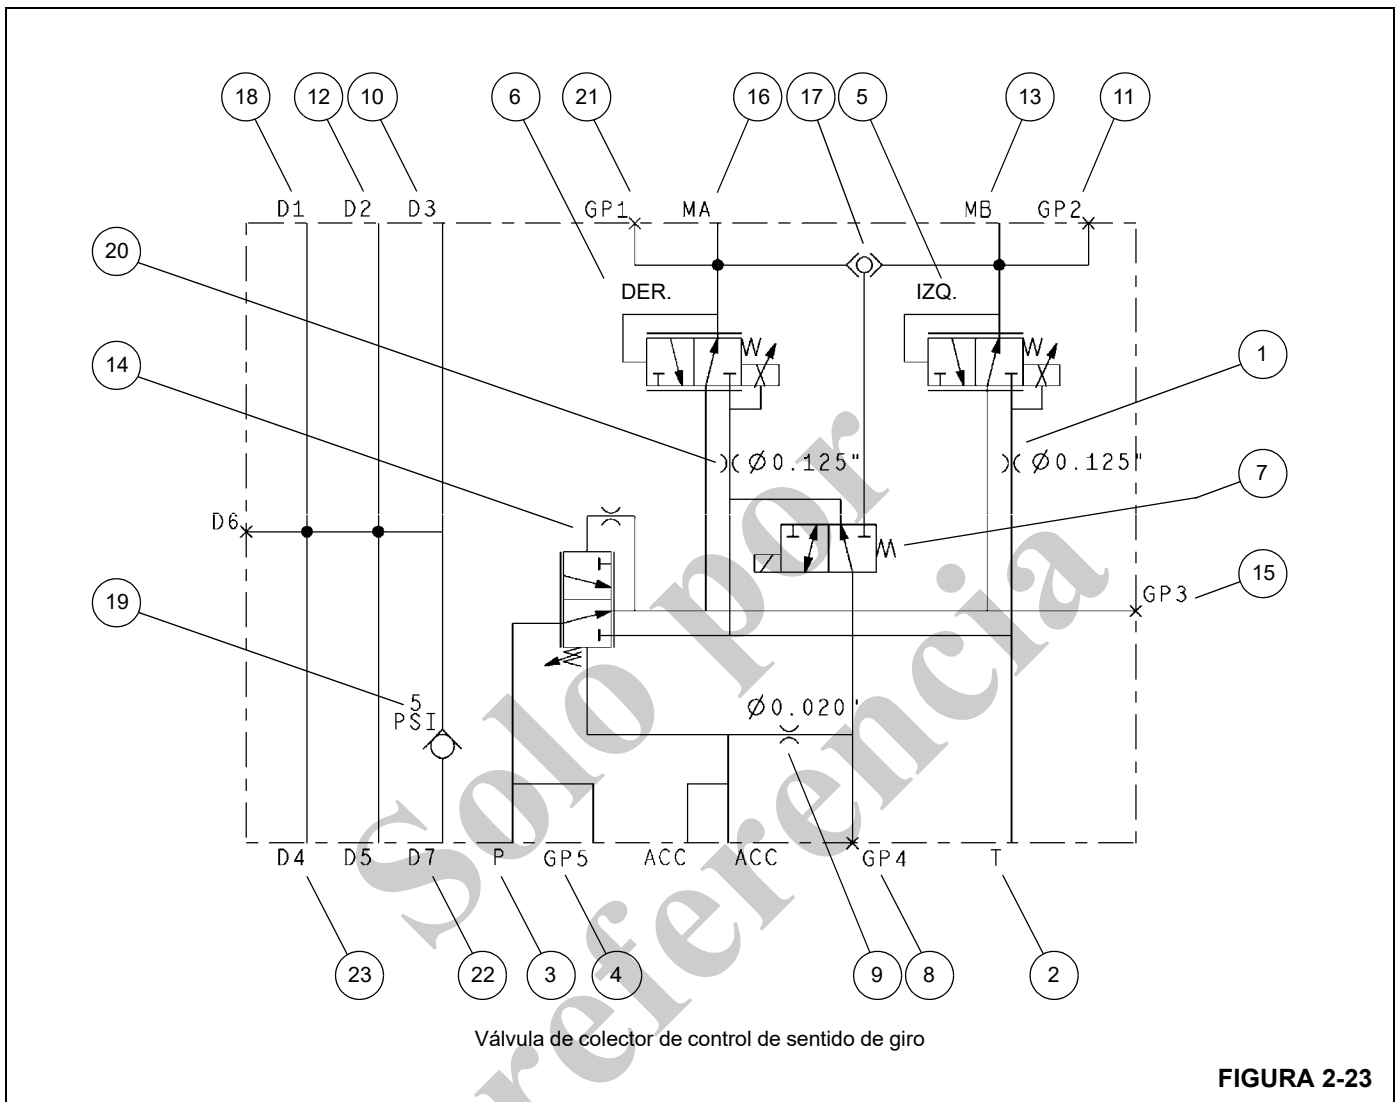 18 12 10 6 21 16 17 5 13 11
D1 D2 D3 GP1 MA MB GP2
20
DER. IZQ.
14
1
Ø0.125" Ø0.125"
7
D6
15
GP3
19
5
PSI
Ø0.020"
D4 D5 D7 P GP5 ACC ACC GP4 T
23 22 3 4 9 8 2
Válvula de colector de control de sentido de giro
FIGURA 2-23
Solo por
referencia